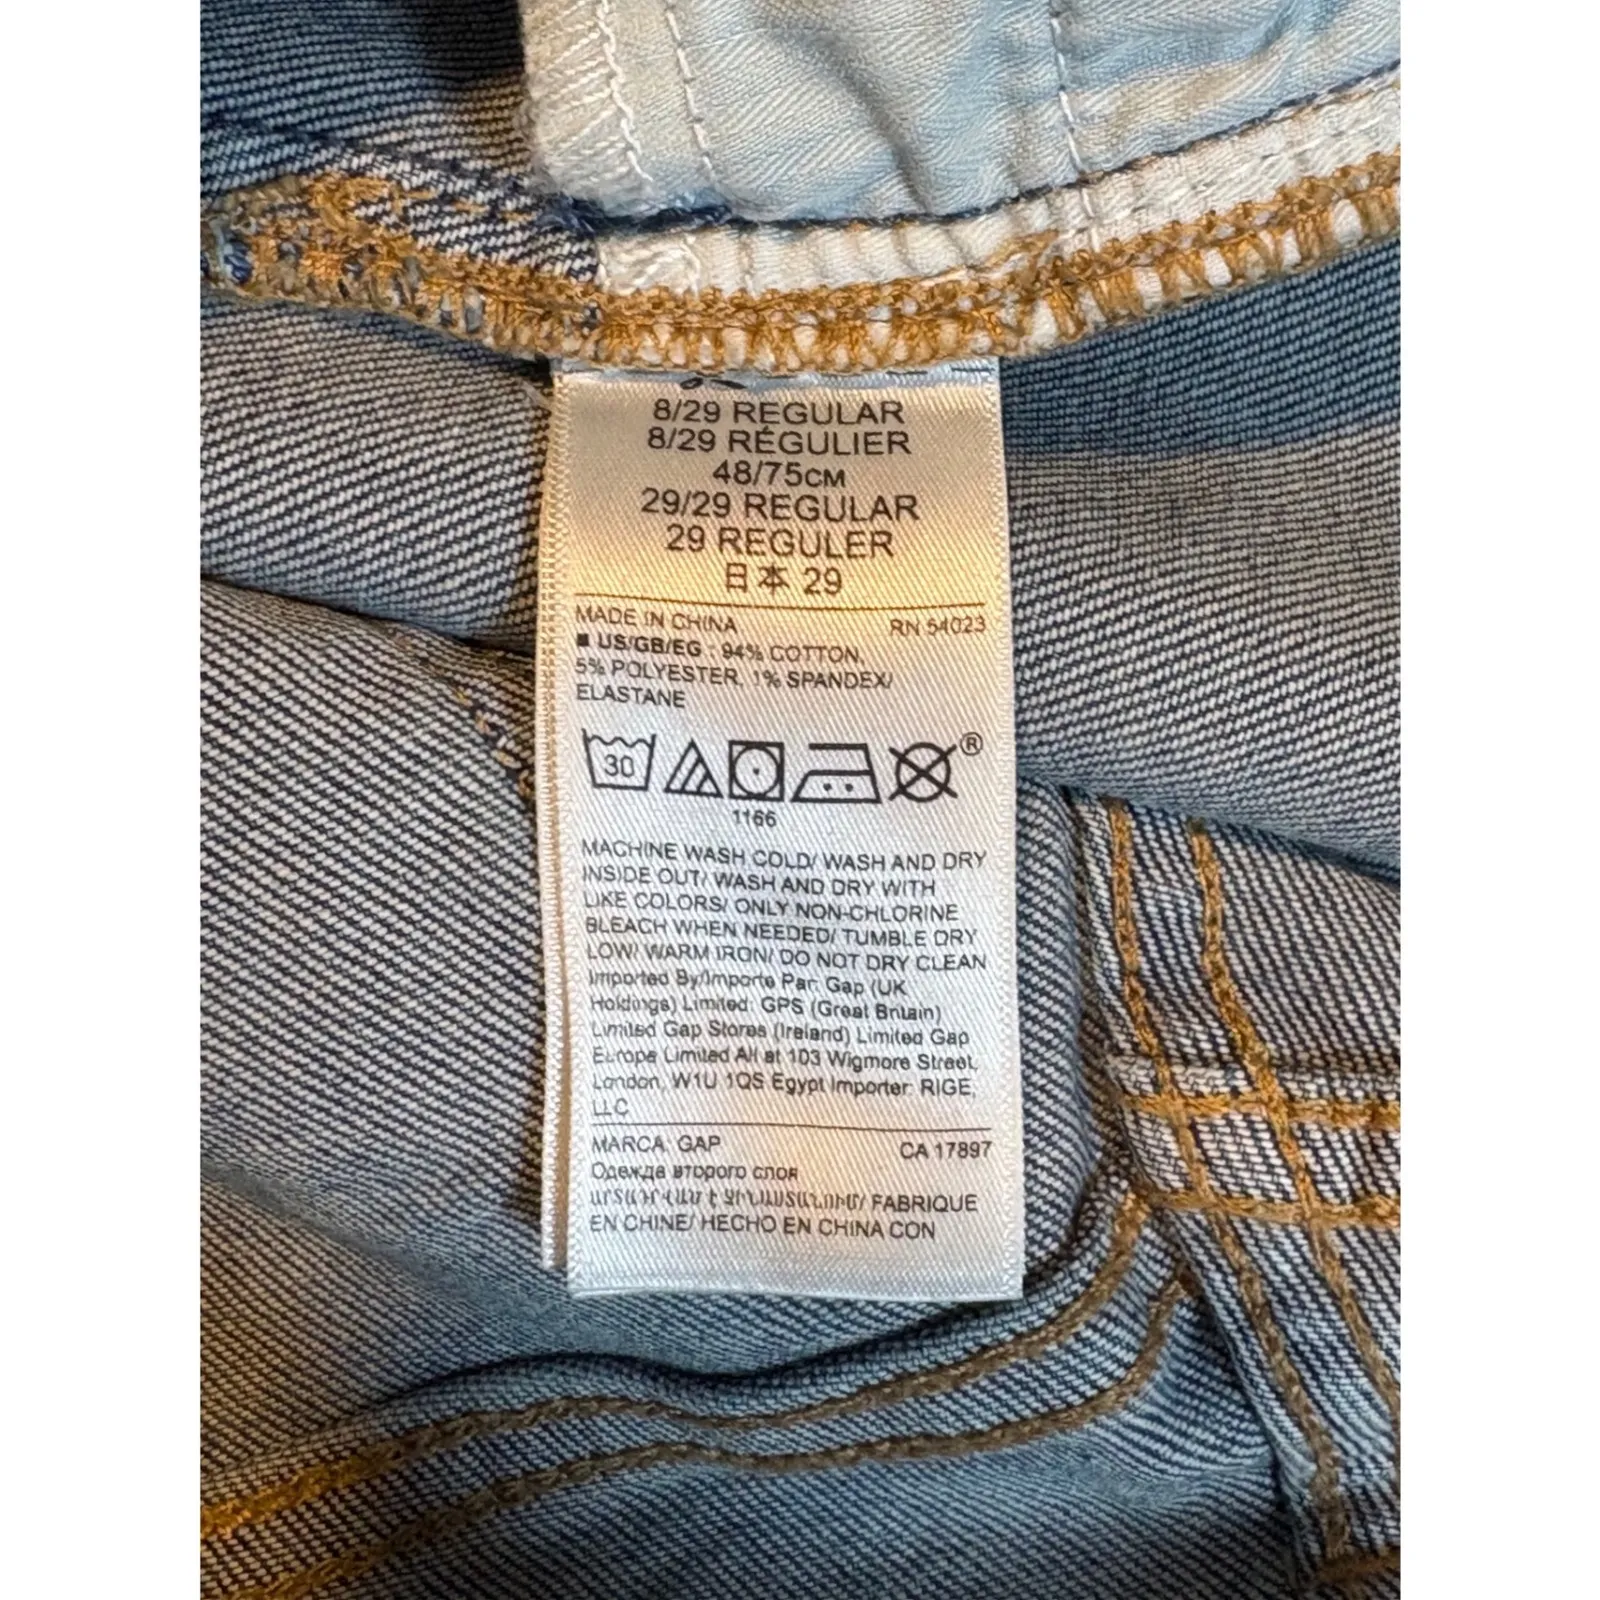 8/29 REGULAR
8/29 RÉGULIER
48/75CM
29/29 REGULAR
29 REGULER
日本 29
MADE IN CHINA RN 54023
■ US/GB/EG : 94% COTTON,
5% POLYESTER, 1% SPANDEX/
ELASTANE
30 ®
1166
MACHINE WASH COLD/ WASH AND DRY
INSIDE OUT/ WASH AND DRY WITH
LIKE COLORS/ ONLY NON-CHLORINE
BLEACH WHEN NEEDED/ TUMBLE DRY
LOW/ WARM IRON/ DO NOT DRY CLEAN
Imported By/Importe Par: Gap (UK
Holdings) Limited: GPS (Great Britain)
Limited Gap Stores (Ireland) Limited Gap
Europe Limited All at 103 Wigmore Street,
London, W1U 1QS Egypt Importer: RIGE,
LLC
MARCA: GAP CA 17897
Одежда второго слоя
FABRIQUE
EN CHINE/ HECHO EN CHINA CON